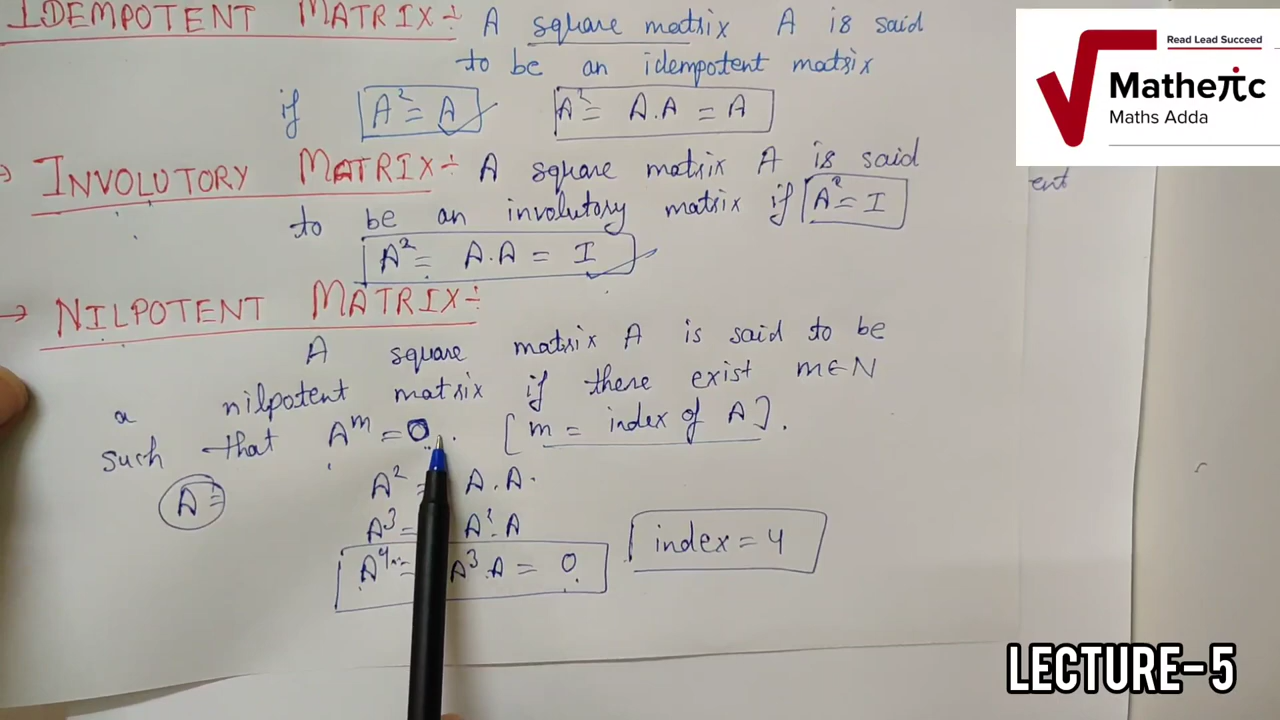 IDEMPOTENT MATRIX:- A square matrix A is said
to be an idempotent matrix
if A² = A A² = A.A = A
→ INVOLUTORY MATRIX:- A square matrix A is said
to be an involutory matrix if A² = I
A² = A.A = I
→ NILPOTENT MATRIX:-
A square matrix A is said to be
a nilpotent matrix if there exist m∈N
such that A^m = 0. [m = index of A].
A =
A² = A.A.
A³ = A².A
A⁴ = A³.A = 0 index = 4
Read Lead Succeed
Matheπc
Maths Adda
ent
LECTURE-5